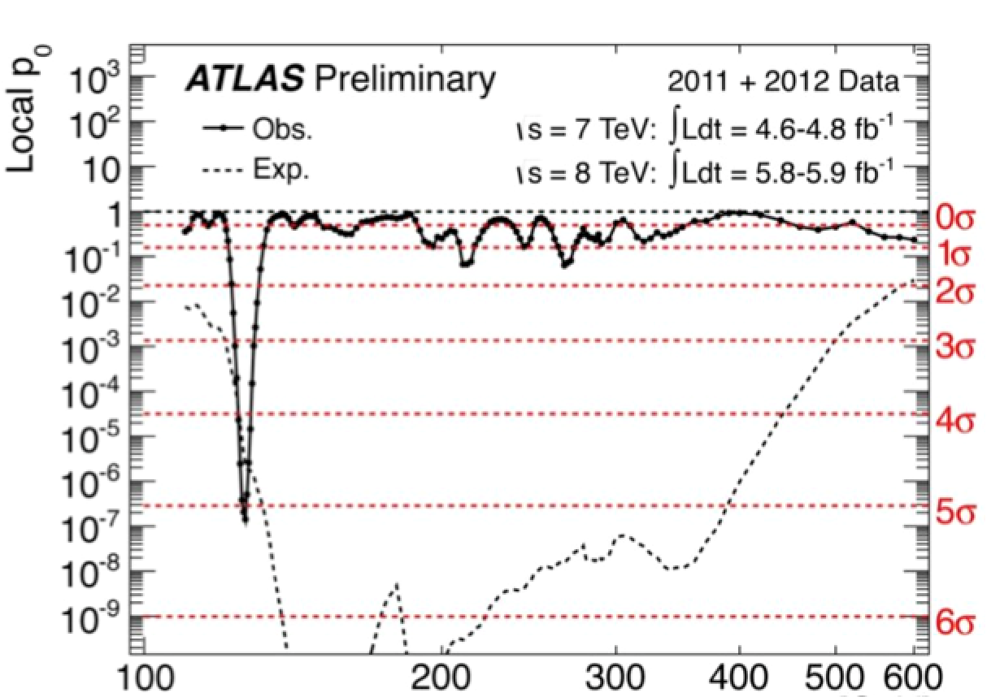 Local p0
ATLAS Preliminary
2011 + 2012 Data
Obs.
\s = 7 TeV: ∫Ldt = 4.6-4.8 fb-1
Exp.
\s = 8 TeV: ∫Ldt = 5.8-5.9 fb-1
10^3
10^2
10
1
10^-1
10^-2
10^-3
10^-4
10^-5
10^-6
10^-7
10^-8
10^-9
0σ
1σ
2σ
3σ
4σ
5σ
6σ
100 200 300 400 500 600